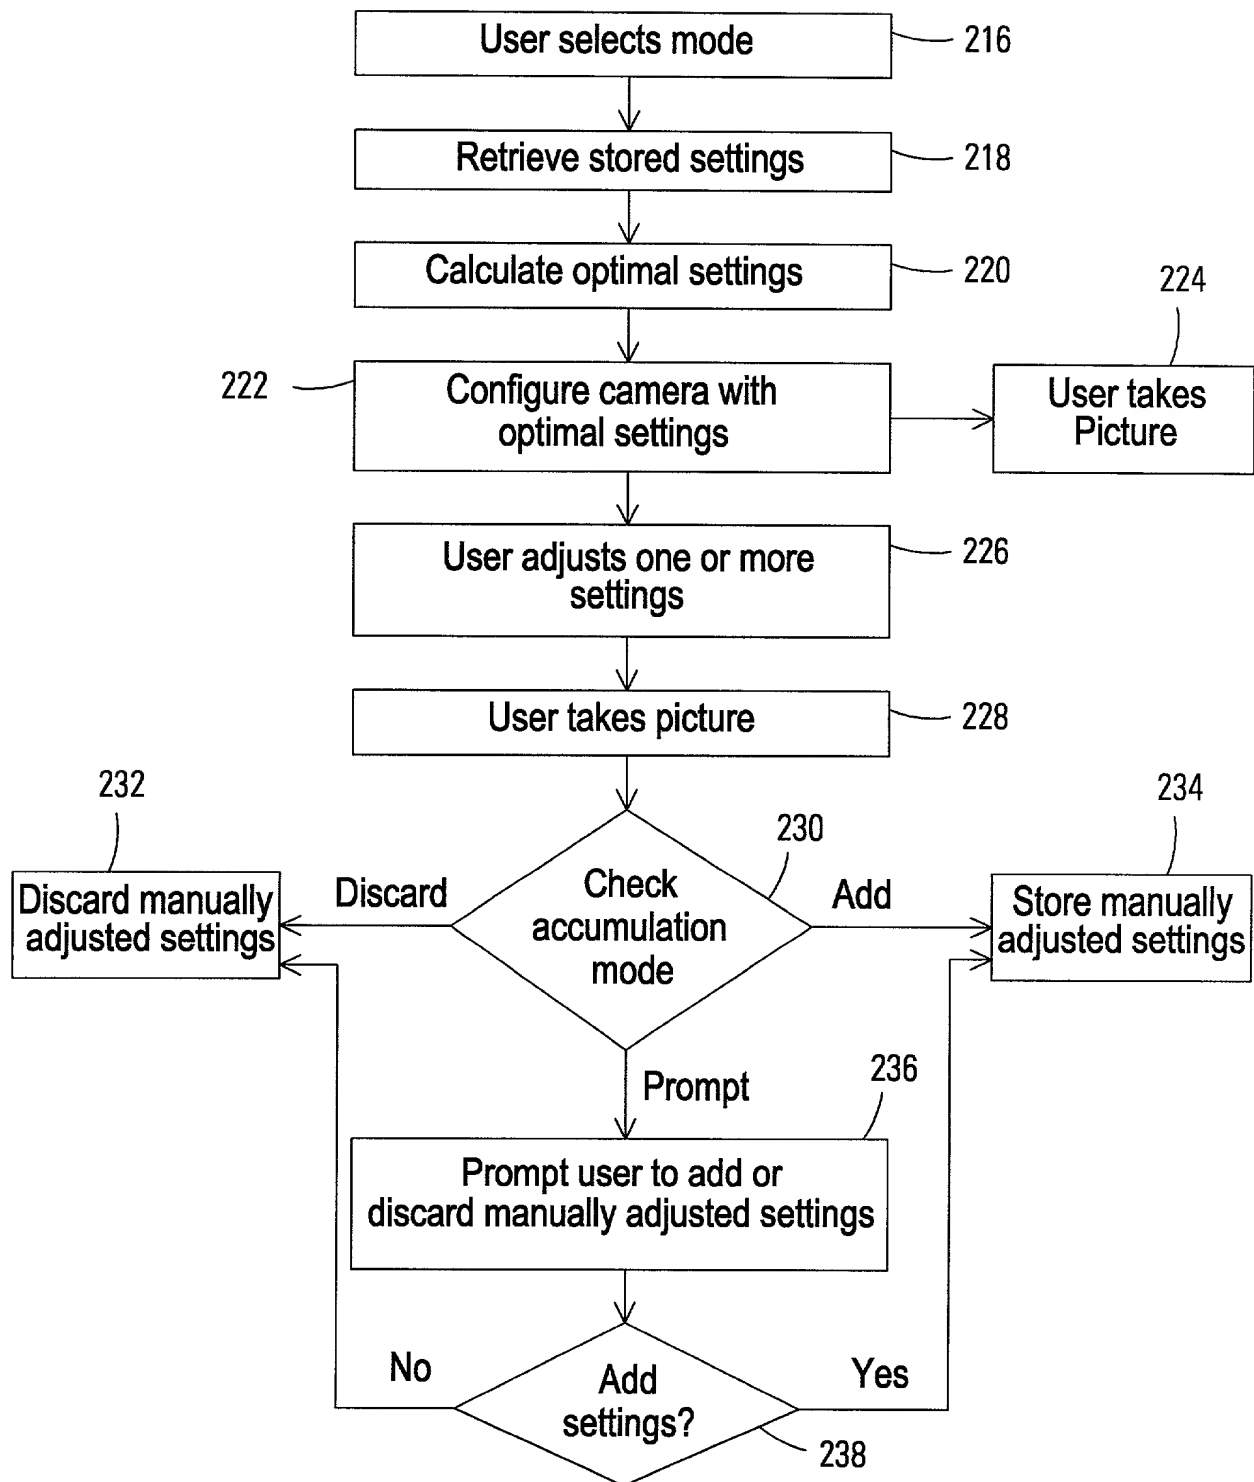 User selects mode
216
Retrieve stored settings
218
Calculate optimal settings
220
224
222
Configure camera with
optimal settings
User takes
Picture
User adjusts one or more
settings
226
User takes picture
228
232
234
230
Discard manually
adjusted settings
Discard
Check
accumulation
mode
Add
Store manually
adjusted settings
Prompt
236
Prompt user to add or
discard manually adjusted settings
No
Add
settings?
Yes
238